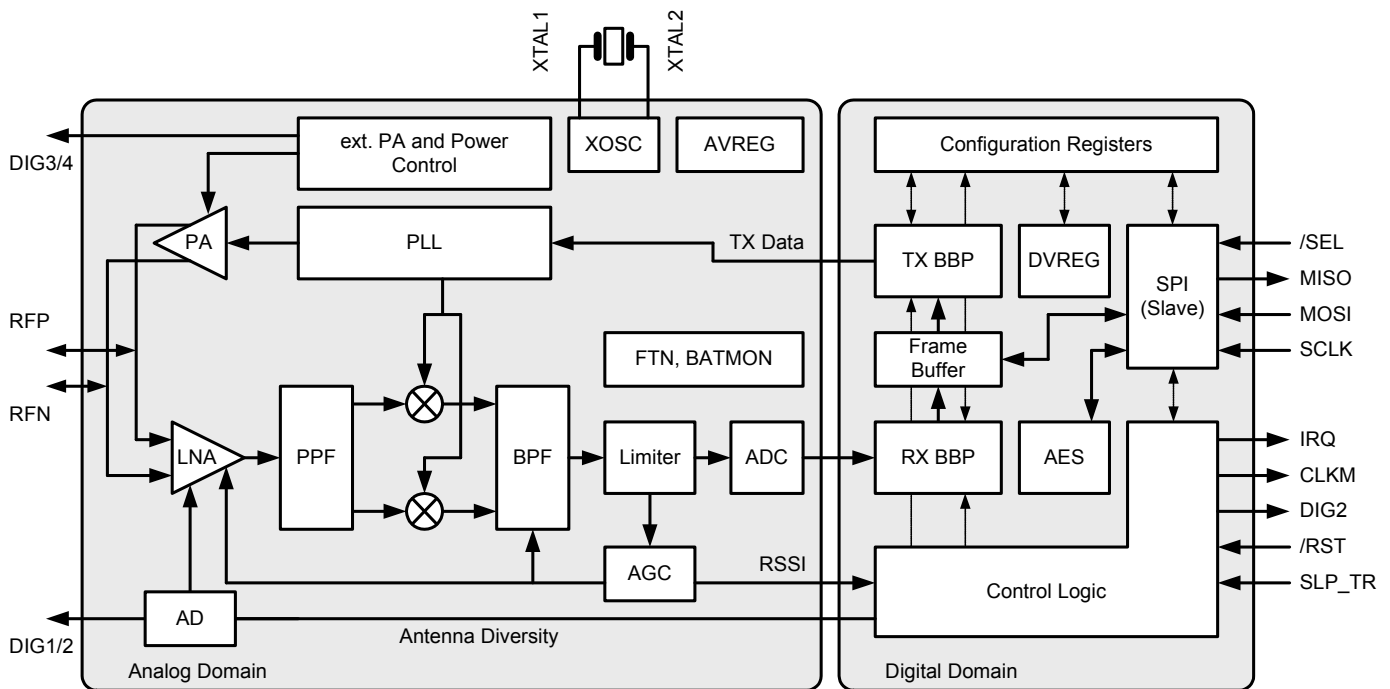 XTAL1
XTAL2
DIG3/4
ext. PA and Power
Control
XOSC
AVREG
Configuration Registers
PA
PLL
TX Data
TX BBP
DVREG
SPI
(Slave)
/SEL
MISO
MOSI
SCLK
RFP
RFN
FTN, BATMON
Frame
Buffer
LNA
PPF
BPF
Limiter
ADC
RX BBP
AES
IRQ
CLKM
DIG2
/RST
SLP_TR
AGC
RSSI
Control Logic
AD
DIG1/2
Antenna Diversity
Analog Domain
Digital Domain